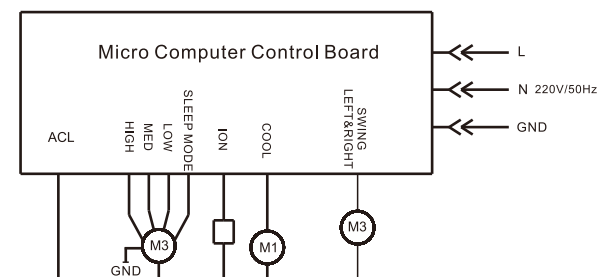 Micro Computer Control Board
L
N 220V/50Hz
GND
ACL
HIGH
MED
LOW
SLEEP MODE
ION
COOL
SWING
LEFT&RIGHT
M3
M1
M3
GND